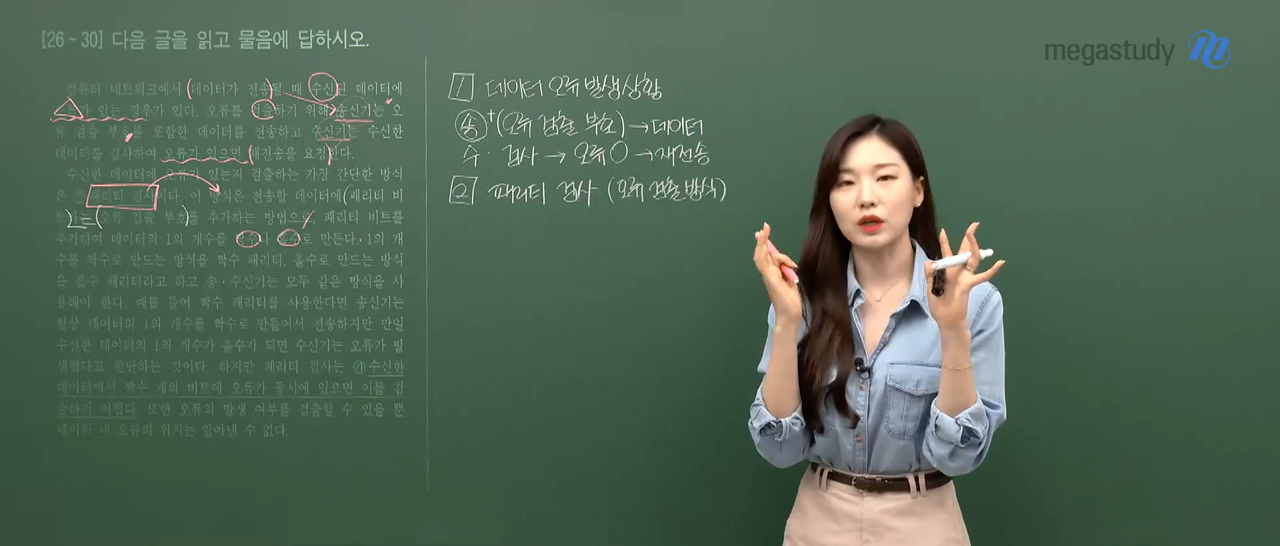 [26~30] 다음 글을 읽고 물음에 답하시오.
megastudy
컴퓨터 네트워크에서 데이터가 전송될 때 수신된 데이터에
있는 경우가 있다. 오류를 검출하기 위해 송신기는 오
류 검출 부호를 포함한 데이터를 전송하고 수신기는 수신한
데이터를 검사하여 오류가 있으면 재전송을 요청한다.
수신한 데이터에 오류가 있는지 검출하는 가장 간단한 방식
은 패리티 검사이다. 이 방식은 전송할 데이터에 패리티 비
오류 검출 부호를 추가하는 방법으로, 패리티 비트를
추가하여 데이터의 1의 개수를 짝수나 홀수로 만든다. 1의 개
수를 짝수로 만드는 방식을 짝수 패리티, 홀수로 만드는 방식
을 홀수 패리티라고 하고 송·수신기는 모두 같은 방식을 사
용해야 한다. 예를 들어 짝수 패리티를 사용한다면 송신기는
항상 데이터의 1의 개수를 짝수로 만들어서 전송하지만 만일
수신한 데이터의 1의 개수가 홀수가 되면 수신기는 오류가 발
생했다고 판단하는 것이다. 하지만 패리티 검사는 ㉮수신한
데이터에서 짝수 개의 비트에 오류가 동시에 있으면 이를 검
출하기 어렵다. 또한 오류의 발생 여부를 검출할 수 있을 뿐
데이터 내 오류의 위치는 알아낼 수 없다.
1 데이터 오류 발생 상황
송 + (오류 검출 부호) → 데이터
수 · 검사 → 오류 O → 재전송
2 패리티 검사 (오류 검출 방식)